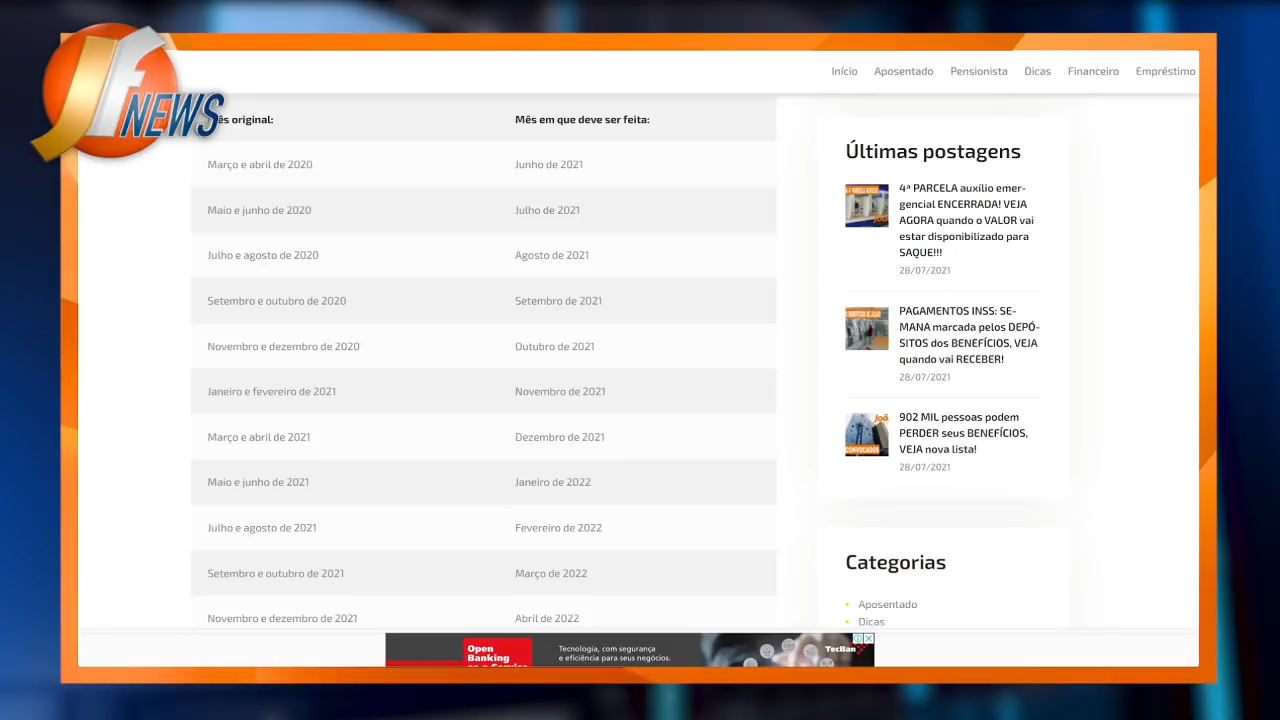 JF NEWS
Início Aposentado Pensionista Dicas Financeiro Empréstimo
ês original: Mês em que deve ser feita:
Março e abril de 2020 Junho de 2021
Maio e junho de 2020 Julho de 2021
Julho e agosto de 2020 Agosto de 2021
Setembro e outubro de 2020 Setembro de 2021
Novembro e dezembro de 2020 Outubro de 2021
Janeiro e fevereiro de 2021 Novembro de 2021
Março e abril de 2021 Dezembro de 2021
Maio e junho de 2021 Janeiro de 2022
Julho e agosto de 2021 Fevereiro de 2022
Setembro e outubro de 2021 Março de 2022
Novembro e dezembro de 2021 Abril de 2022
Últimas postagens
4ª PARCELA auxílio emer-
gencial ENCERRADA! VEJA
AGORA quando o VALOR vai
estar disponibilizado para
SAQUE!!!
28/07/2021
PAGAMENTOS INSS: SE-
MANA marcada pelos DEPÓ-
SITOS dos BENEFÍCIOS, VEJA
quando vai RECEBER!
28/07/2021
João
CONVOCADOS
902 MIL pessoas podem
PERDER seus BENEFÍCIOS,
VEJA nova lista!
28/07/2021
Categorias
Aposentado
Dicas
Open
Banking
as a Service
Tecnologia, com segurança
e eficiência para seus negócios.
TecBan